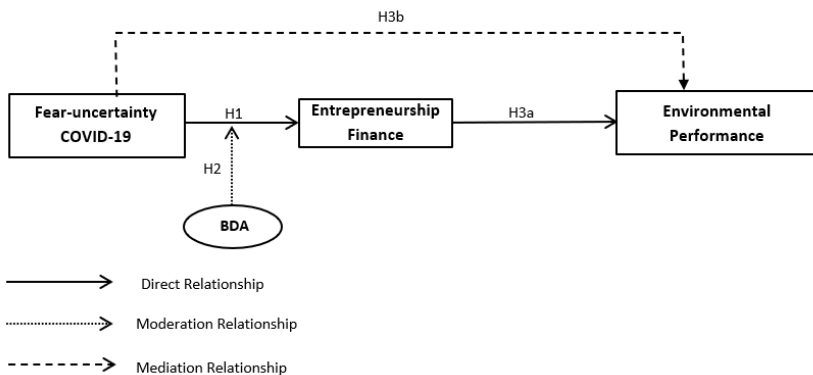 H3b
Fear-uncertainty
COVID-19
H1
Entrepreneurship
Finance
H3a
Environmental
Performance
H2
BDA
Direct Relationship
Moderation Relationship
Mediation Relationship